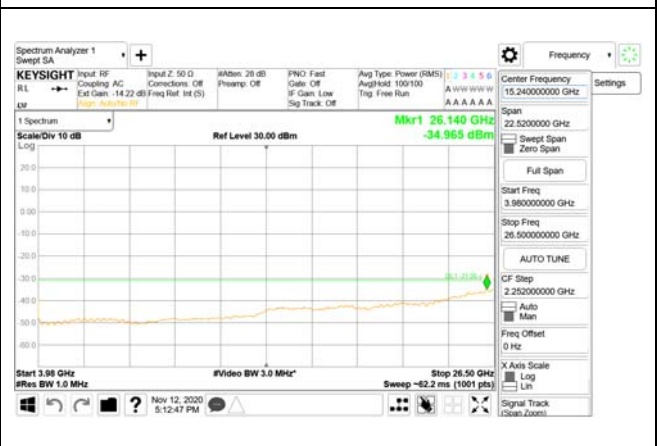 Spectrum Analyzer 1
Swept SA
+
Frequency
KEYSIGHT
RL
Input: RF
Coupling: AC
Ext Gain: -14.22 dB
Align: Auto/No RF
Input Z: 50 Ω
Corrections: Off
Freq Ref: Int (S)
#Atten: 28 dB
Preamp: Off
PNO: Fast
Gate: Off
IF Gain: Low
Sig Track: Off
Avg Type: Power (RMS)
Avg|Hold: 100/100
Trig: Free Run
1 2 3 4 5 6
A W W W W W
A A A A A A
Settings
1 Spectrum
Scale/Div 10 dB
Ref Level 30.00 dBm
Mkr1 26.140 GHz
-34.965 dBm
Log
20.0
10.0
0.00
-10.0
-20.0
-30.0
-40.0
-50.0
-60.0
Start 3.98 GHz
#Res BW 1.0 MHz
#Video BW 3.0 MHz*
Stop 26.50 GHz
Sweep ~62.2 ms (1001 pts)
Center Frequency
15.240000000 GHz
Span
22.5200000 GHz
Swept Span
Zero Span
Full Span
Start Freq
3.980000000 GHz
Stop Freq
26.500000000 GHz
AUTO TUNE
CF Step
2.252000000 GHz
Auto
Man
Freq Offset
0 Hz
X Axis Scale
Log
Lin
Signal Track
(Span Zoom)
?
Nov 12, 2020
5:12:47 PM